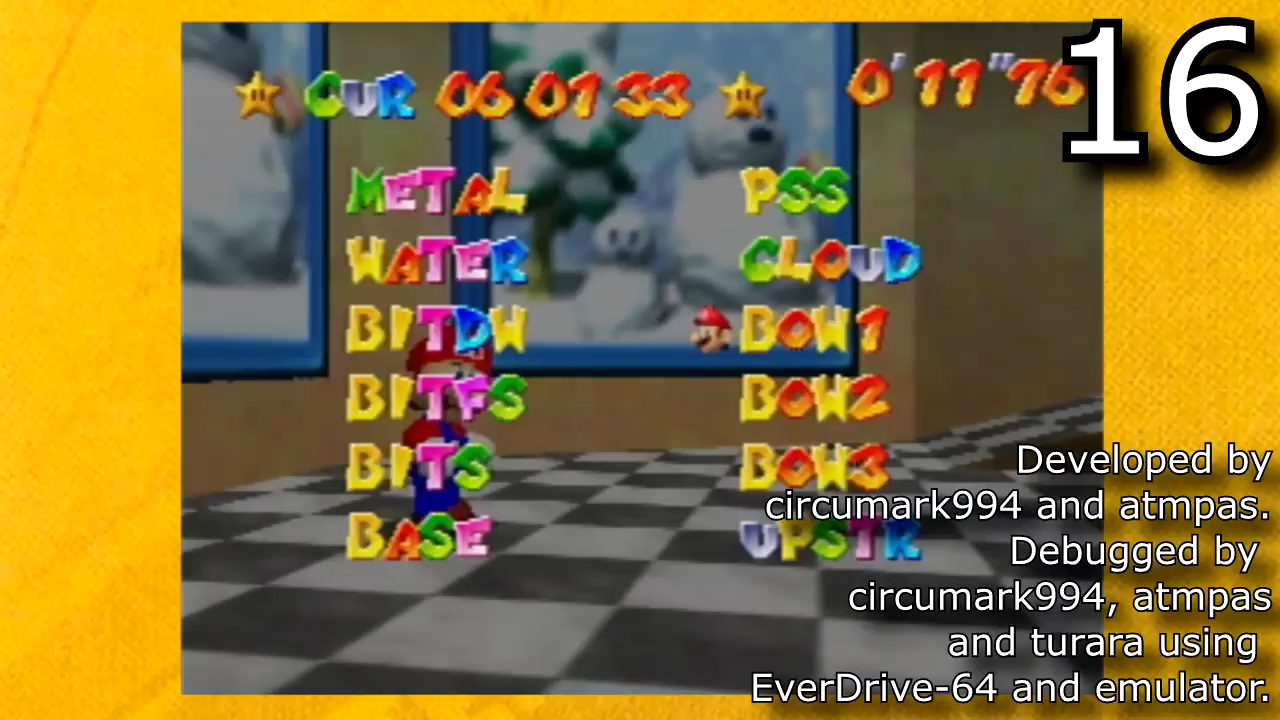 16
CUR 06 01 33 0'11"76
METAL PSS
WATER CLOUD
BITDW BOW1
BITFS BOW2
BITS BOW3
BASE UPSTR
Developed by
circumark994 and atmpas.
Debugged by
circumark994, atmpas
and turara using
EverDrive-64 and emulator.